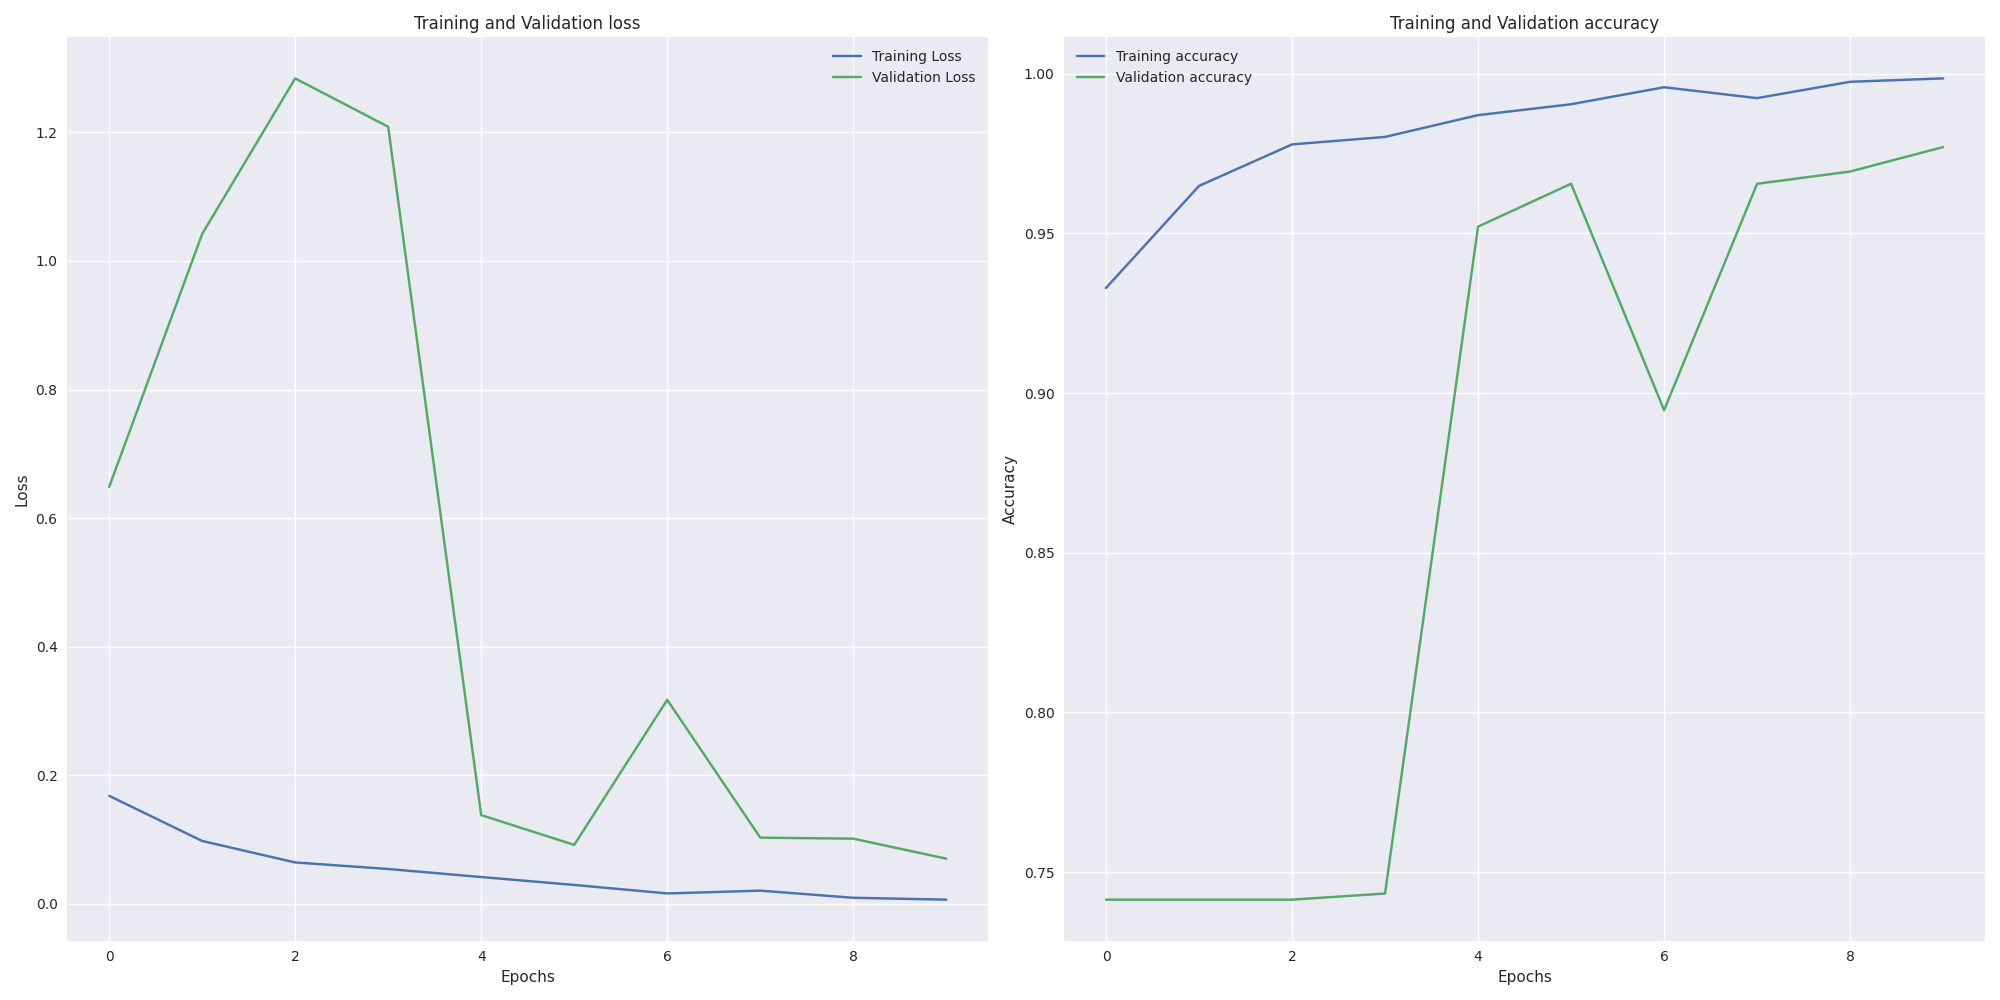 Training and Validation loss
Training Loss
Validation Loss
1.2
1.0
0.8
0.6
0.4
0.2
0.0
Loss
0 2 4 6 8
Epochs
Training and Validation accuracy
Training accuracy
Validation accuracy
1.00
0.95
0.90
0.85
0.80
0.75
Accuracy
0 2 4 6 8
Epochs